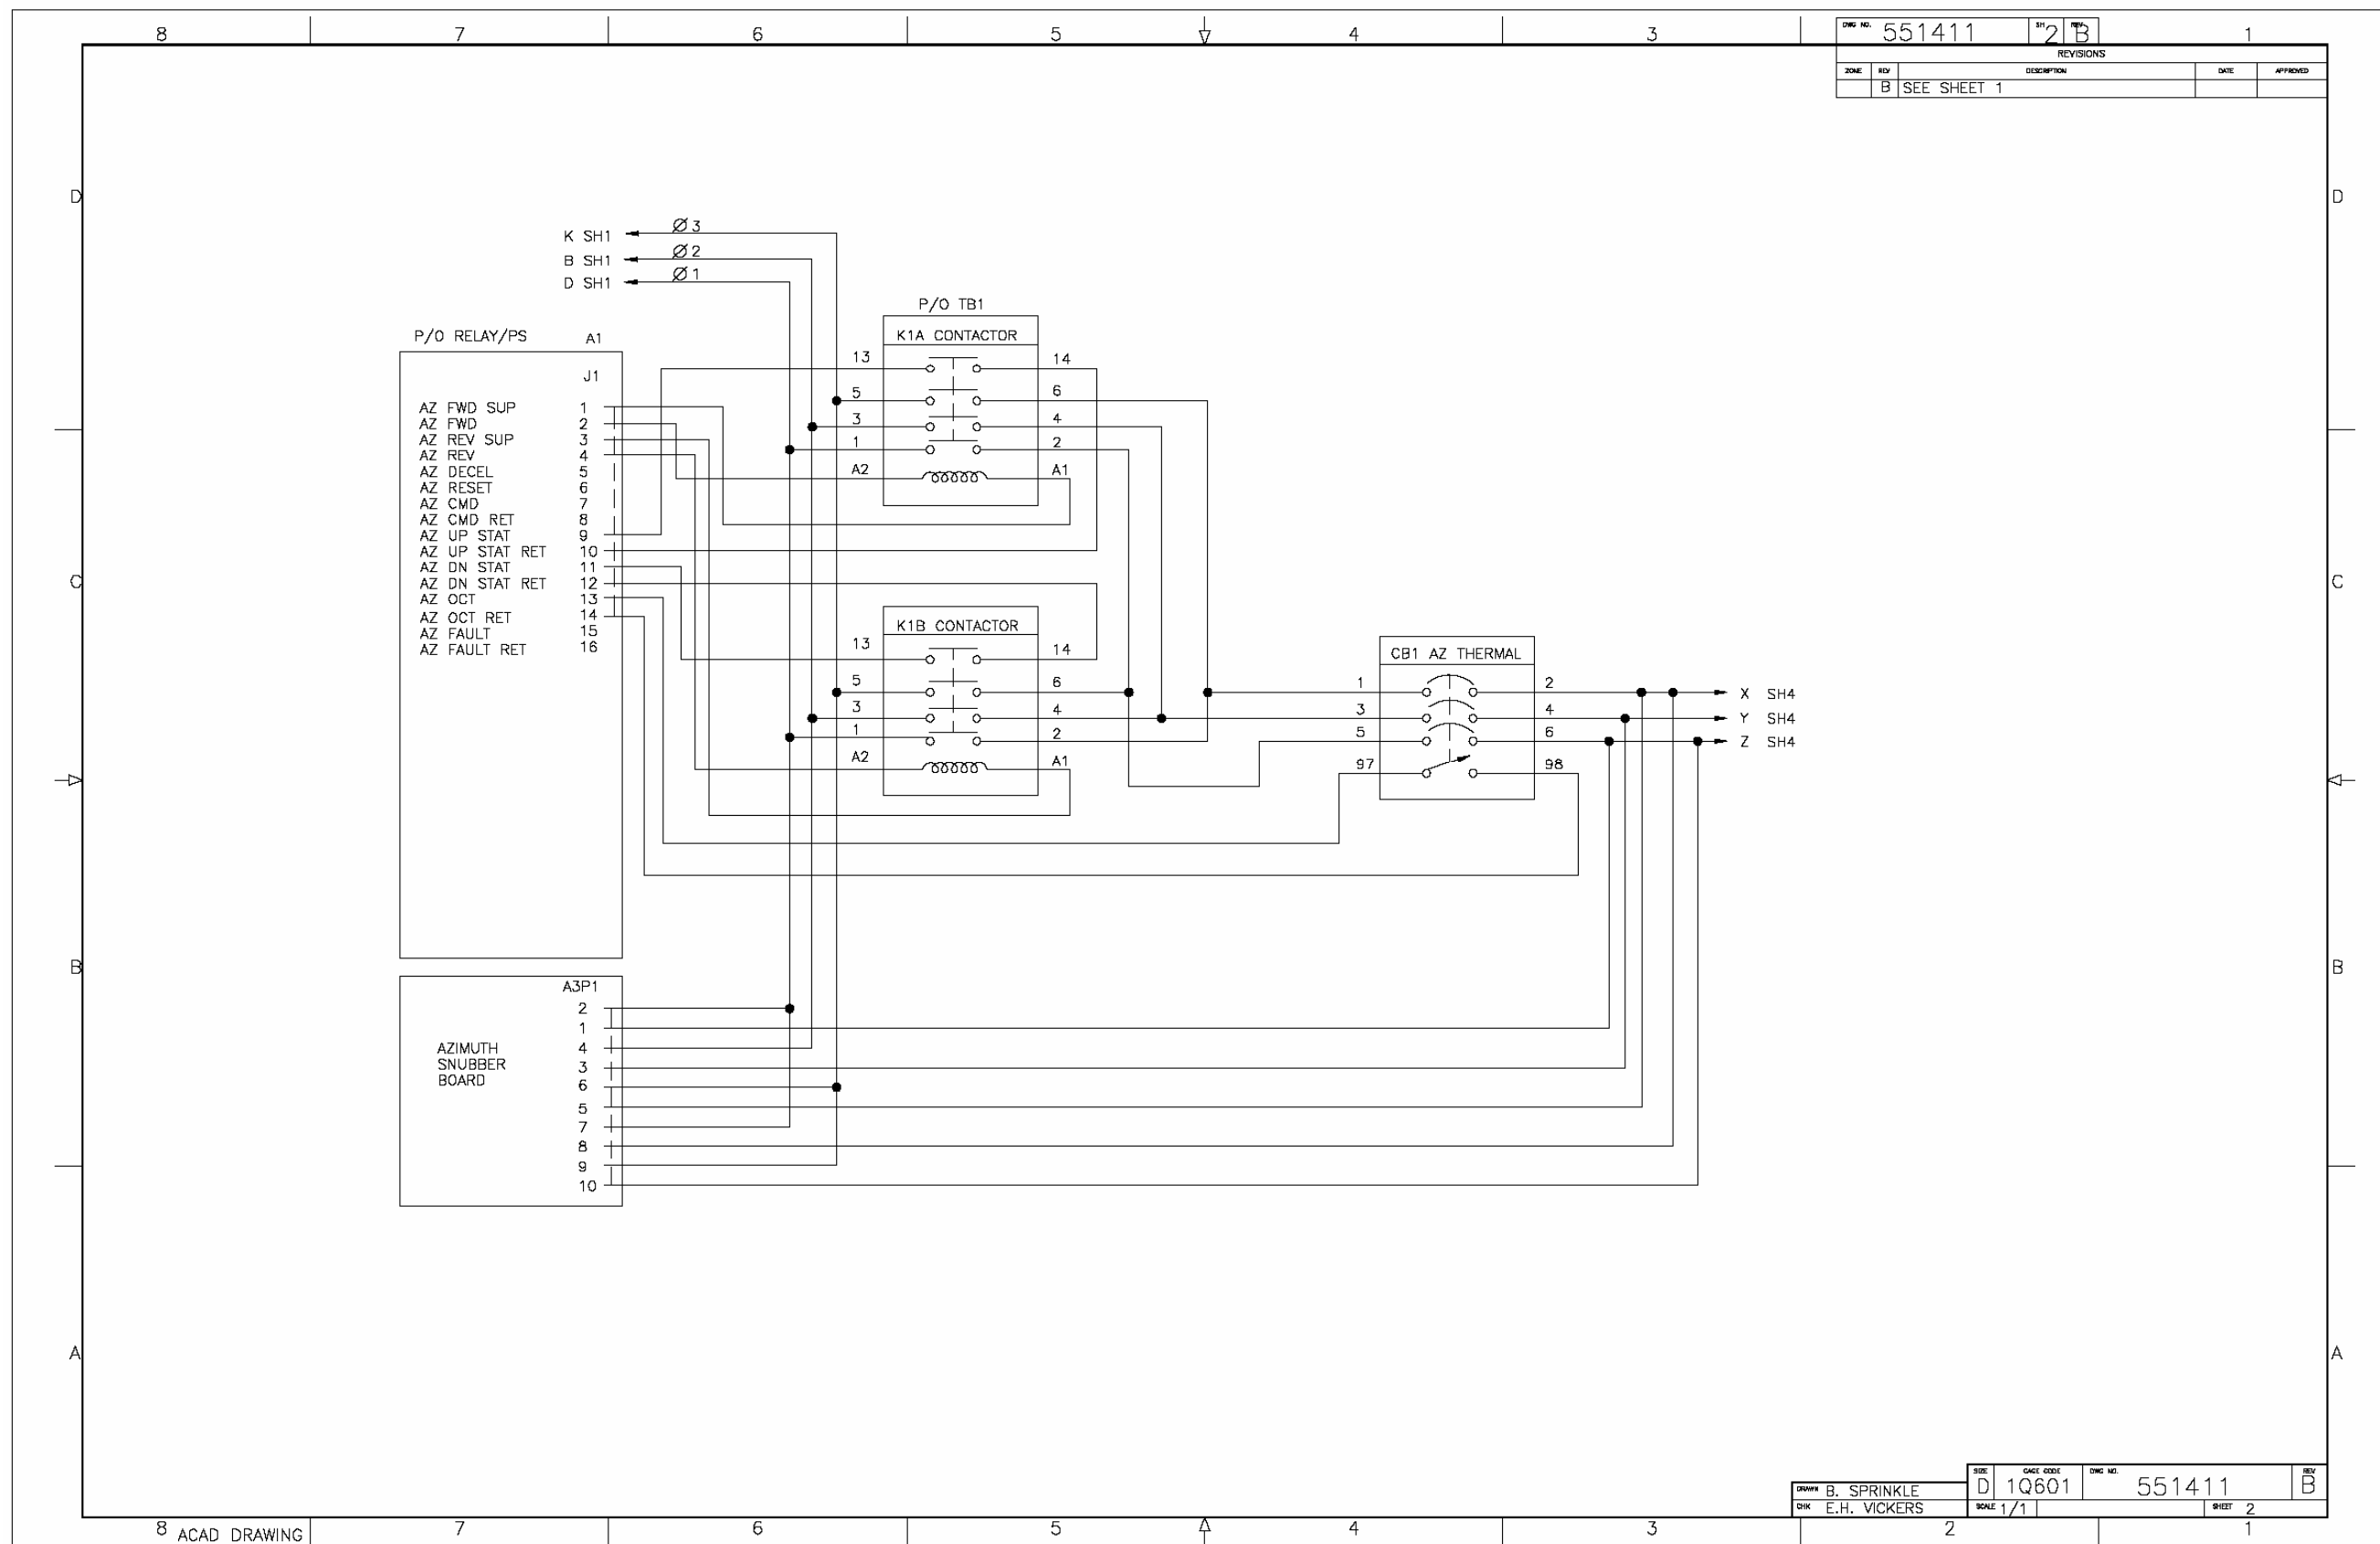 8 7 6 5 4 3 1
DWG NO. 551411 SH 2 REV B
REVISIONS
ZONE REV DESCRIPTION DATE APPROVED
B SEE SHEET 1
D D
K SH1 Ø3
B SH1 Ø2
D SH1 Ø1
P/O TB1
P/O RELAY/PS A1
K1A CONTACTOR
13 14
5 6
3 4
1 2
A2 A1
J1
AZ FWD SUP 1
AZ FWD 2
AZ REV SUP 3
AZ REV 4
AZ DECEL 5
AZ RESET 6
AZ CMD 7
AZ CMD RET 8
AZ UP STAT 9
AZ UP STAT RET 10
AZ DN STAT 11
AZ DN STAT RET 12
AZ OCT 13
AZ OCT RET 14
AZ FAULT 15
AZ FAULT RET 16
C C
K1B CONTACTOR
13 14
5 6
3 4
1 2
A2 A1
CB1 AZ THERMAL
1 2 X SH4
3 4 Y SH4
5 6 Z SH4
97 98
B B
A3P1
2
1
AZIMUTH 4
SNUBBER 3
BOARD 6
5
7
8
9
10
A A
SIZE D CAGE CODE 1Q601 DWG NO. 551411 REV B
DRAWN B. SPRINKLE
CHK E.H. VICKERS SCALE 1/1 SHEET 2
8 ACAD DRAWING 7 6 5 4 3 2 1